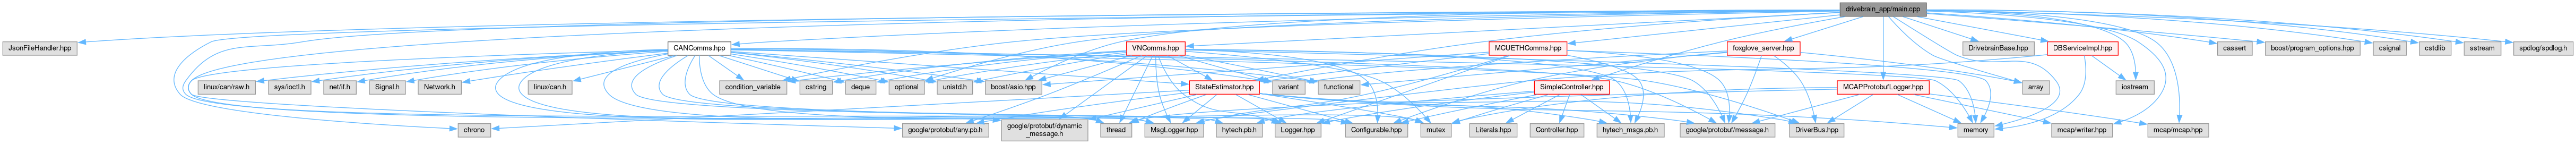 drivebrain_app/main.cpp
JsonFileHandler.hpp
CANComms.hpp
VNComms.hpp
MCUETHComms.hpp
foxglove_server.hpp
DrivebrainBase.hpp
DBServiceImpl.hpp
cassert
boost/program_options.hpp
csignal
cstdlib
sstream
spdlog/spdlog.h
linux/can/raw.h
sys/ioctl.h
net/if.h
Signal.h
Network.h
linux/can.h
condition_variable
cstring
deque
optional
unistd.h
boost/asio.hpp
StateEstimator.hpp
variant
functional
SimpleController.hpp
MCAPProtobufLogger.hpp
array
iostream
chrono
google/protobuf/any.pb.h
google/protobuf/dynamic
_message.h
thread
MsgLogger.hpp
hytech.pb.h
Logger.hpp
Configurable.hpp
mutex
Literals.hpp
Controller.hpp
hytech_msgs.pb.h
google/protobuf/message.h
DriverBus.hpp
memory
mcap/writer.hpp
mcap/mcap.hpp